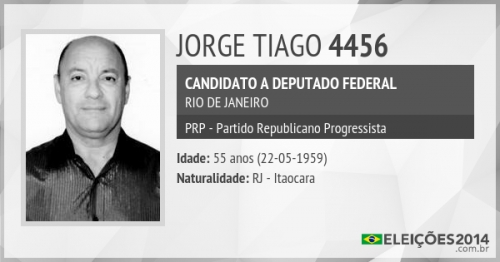 JORGE TIAGO 4456
CANDIDATO A DEPUTADO FEDERAL
RIO DE JANEIRO
PRP - Partido Republicano Progressista
Idade: 55 anos (22-05-1959)
Naturalidade: RJ - Itaocara
ELEIÇÕES2014
.com.br